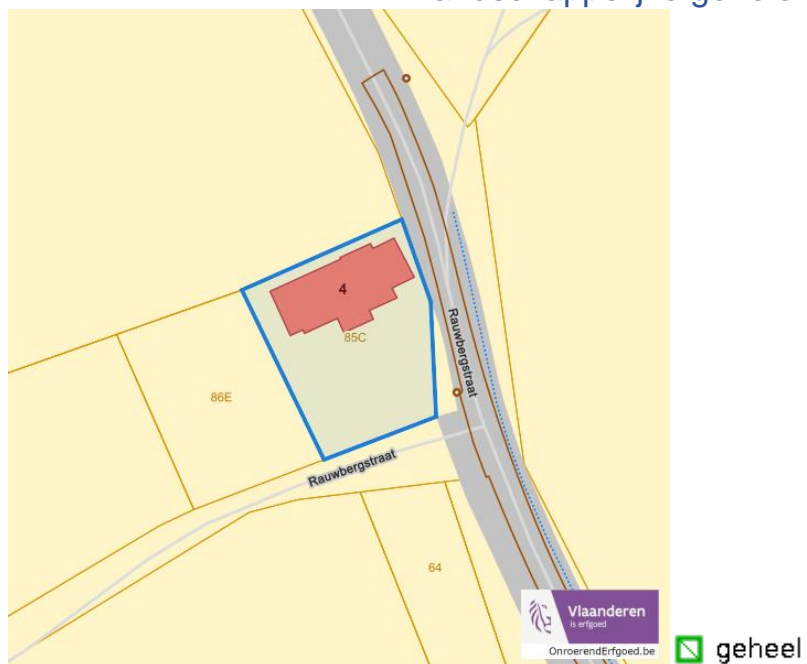 4
85C
86E
Rauwbergstraat
Rauwbergstraat
64
Vlaanderen
is erfgoed
OnroerendErfgoed.be
geheel